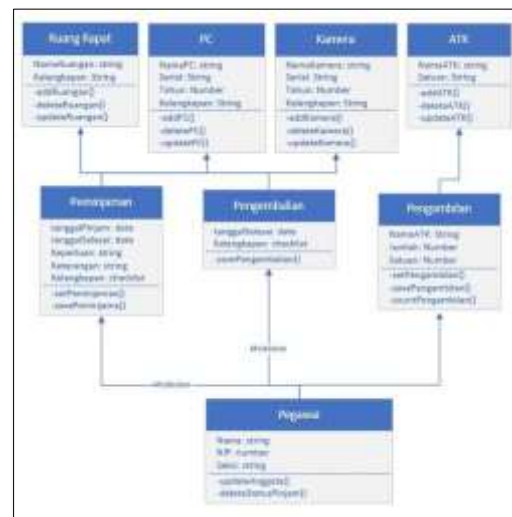 Ruang Rapat
NamaRuangan: string
Kelengkapan: String
-addRuangan()
-deleteRuangan()
-updateRuangan()
PC
NamaPC: string
Serial: String
Tahun: Number
Kelengkapan: String
-addPC()
-deletePC()
-updatePC()
Kamera
NamaKamera: string
Serial: String
Tahun: Number
Kelengkapan: String
-addKamera()
-deleteKamera()
-updateKamera()
ATK
NamaATK: string
Satuan: String
-addATK()
-deleteATK()
-updateATK()
Peminjaman
tanggalPinjam: date
tanggalSelesai: date
Keperluan: string
Keterangan: string
Kelengkapan: checklist
-setPeminjaman()
-savePeminjaman()
Pengembalian
tanggalSelesai: date
Kelengkapan: checklist
-savePengembalian()
Pengambilan
NamaATK: String
Jumlah: Number
Satuan: Number
-setPengambilan()
-savePengambilan()
-countPengambilan()
Pegawai
Nama: string
NIP: number
Seksi: string
-updateAnggota()
-deleteStatusPinjam()